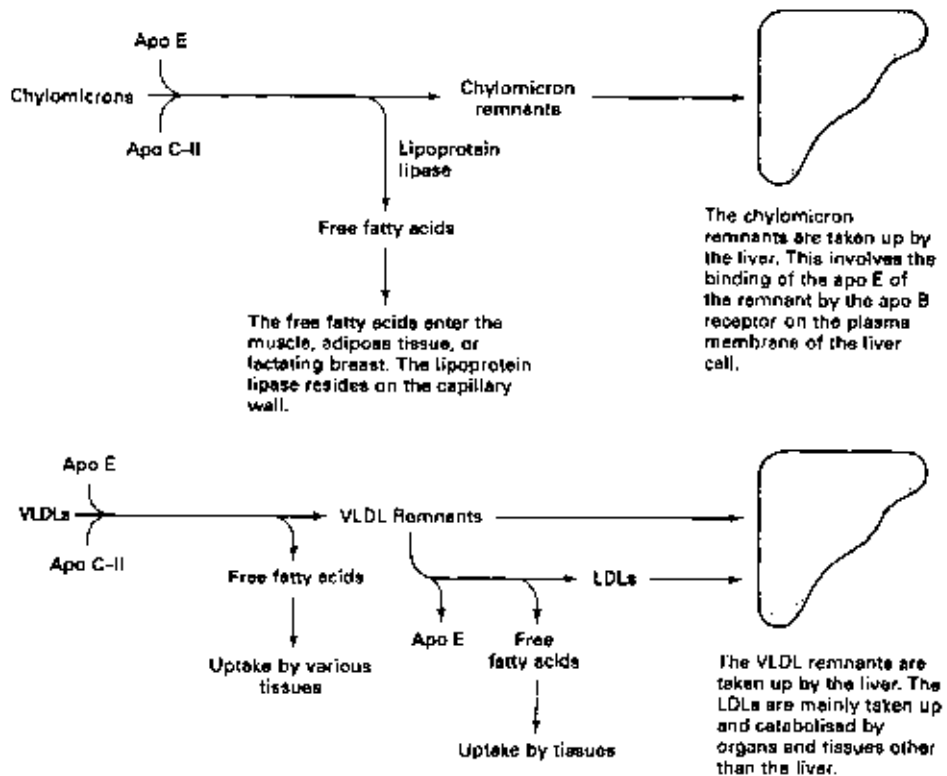 Apo E
Chylomicrons
Apo C-II
Chylomicron
remnants
Lipoprotein
lipase
Free fatty acids
The free fatty acids enter the
muscle, adipose tissue, or
lactating breast. The lipoprotein
lipase resides on the capillary
wall.
The chylomicron
remnants are taken up by
the liver. This involves the
binding of the apo E of
the remnant by the apo B
receptor on the plasma
membrane of the liver
cell.
Apo E
VLDLs
Apo C-II
VLDL Remnants
Free fatty acids
Uptake by various
tissues
Apo E
Free
fatty acids
LDLs
Uptake by tissues
The VLDL remnants are
taken up by the liver. The
LDLs are mainly taken up
and catabolised by
organs and tissues other
than the liver.